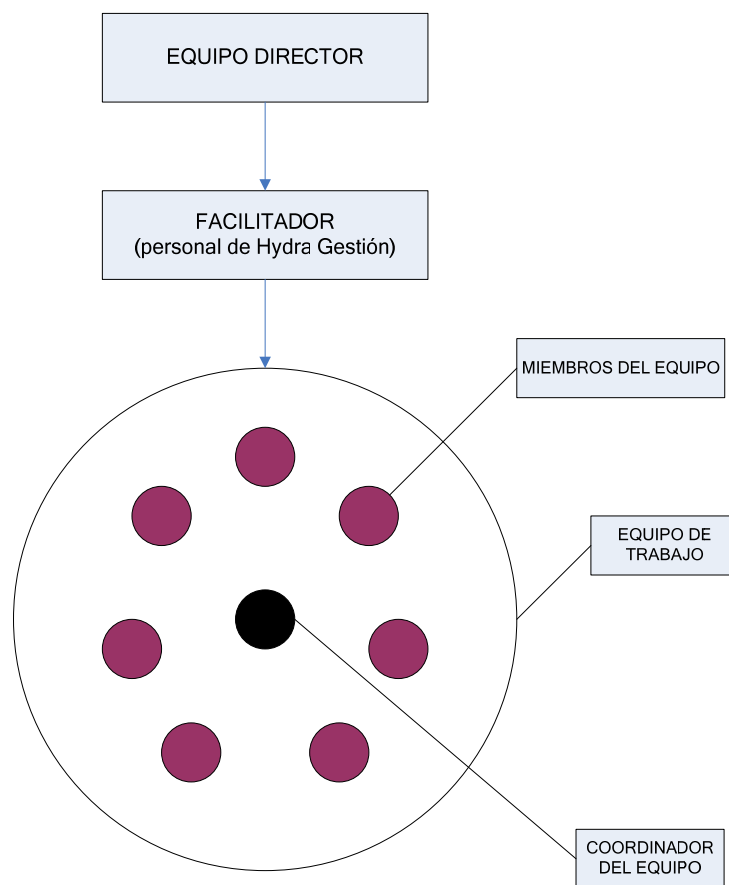 EQUIPO DIRECTOR
FACILITADOR
(personal de Hydra Gestión)
MIEMBROS DEL EQUIPO
EQUIPO DE
TRABAJO
COORDINADOR
DEL EQUIPO